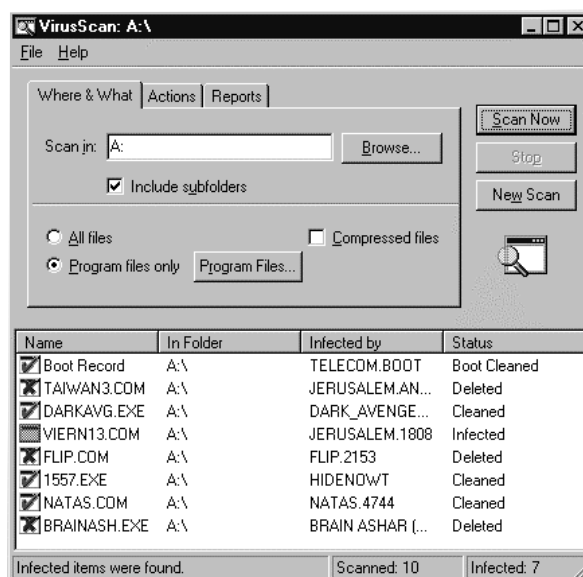 VirusScan: A:\
File Help
Where & What Actions Reports
Scan in: A: Browse...
Include subfolders
All files Compressed files
Program files only Program Files...
Scan Now
Stop
New Scan
Name In Folder Infected by Status
Boot Record A:\ TELECOM.BOOT Boot Cleaned
TAIWAN3.COM A:\ JERUSALEM.AN... Deleted
DARKAVG.EXE A:\ DARK_AVENGE... Cleaned
VIERN13.COM A:\ JERUSALEM.1808 Infected
FLIP.COM A:\ FLIP.2153 Deleted
1557.EXE A:\ HIDENOWT Cleaned
NATAS.COM A:\ NATAS.4744 Cleaned
BRAINASH.EXE A:\ BRAIN ASHAR (... Deleted
Infected items were found. Scanned: 10 Infected: 7